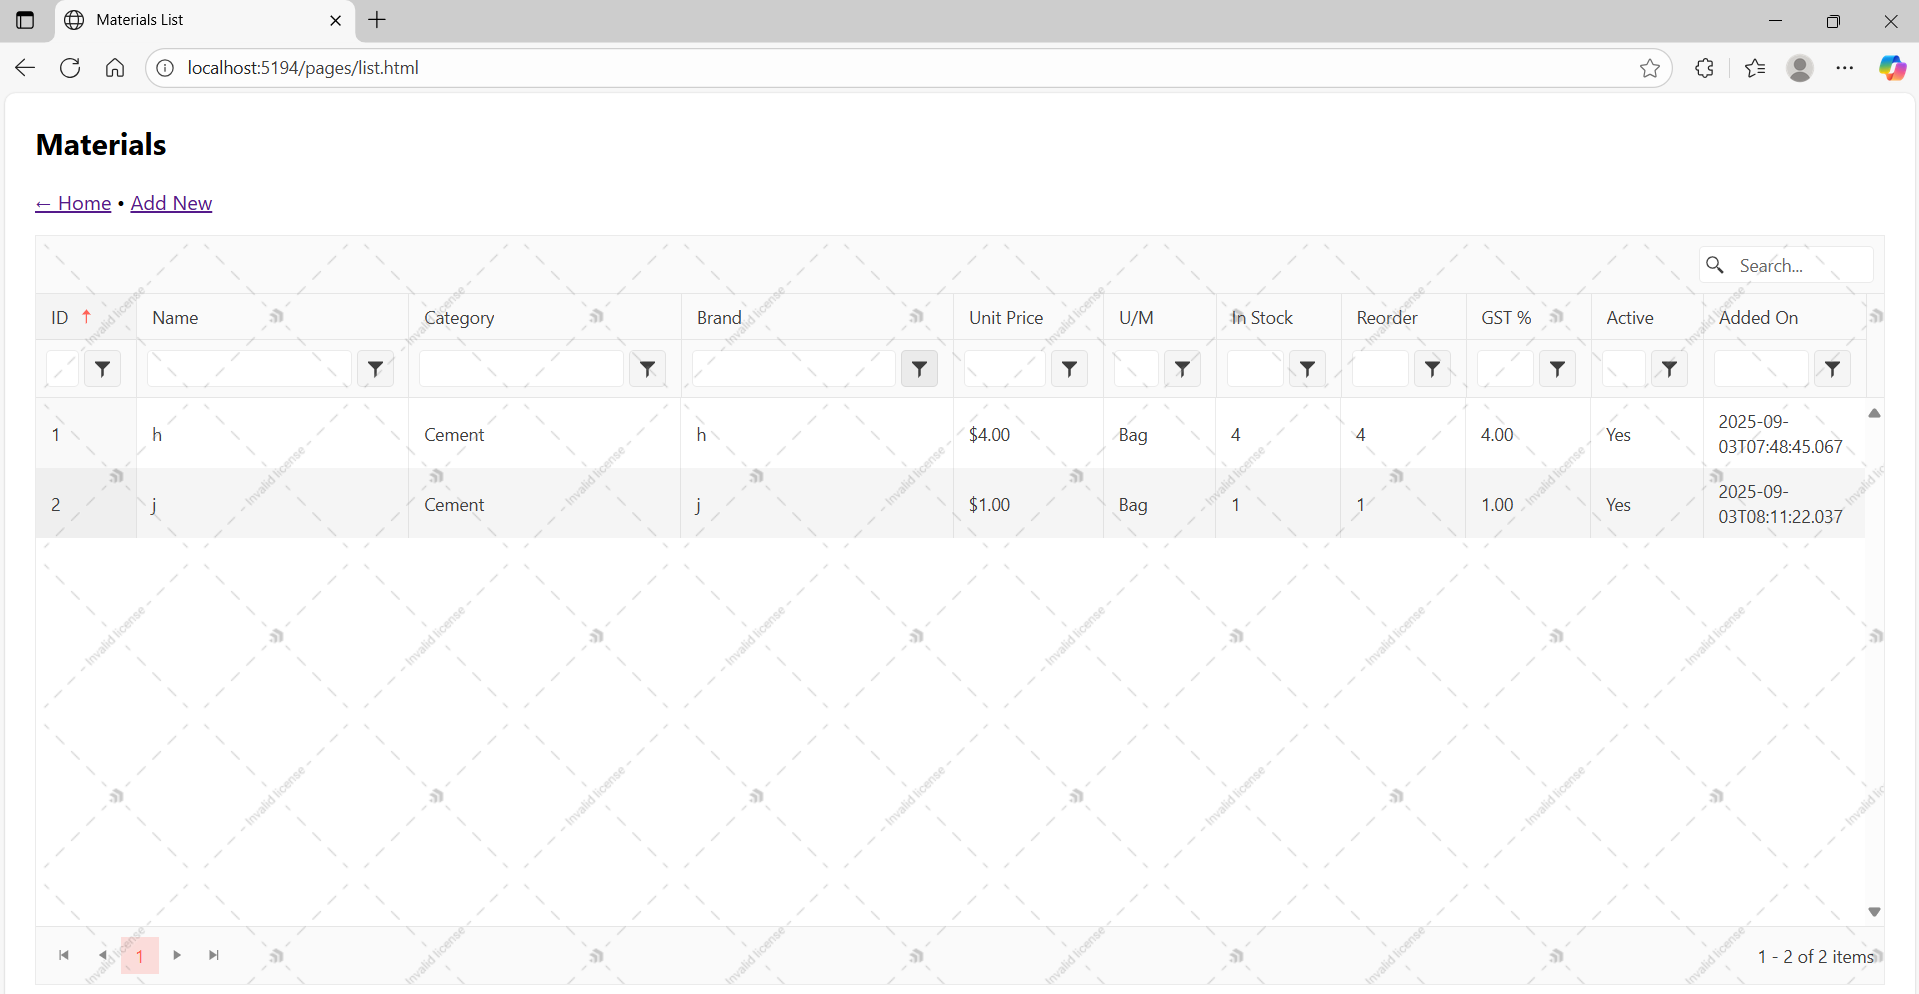 Materials List
localhost:5194/pages/list.html
Materials
← Home • Add New
Search...
ID ↑ Name Category Brand Unit Price U/M In Stock Reorder GST % Active Added On
1 h Cement h $4.00 Bag 4 4 4.00 Yes 2025-09-
03T07:48:45.067
2 j Cement j $1.00 Bag 1 1 1.00 Yes 2025-09-
03T08:11:22.037
Invalid license
1
1 - 2 of 2 items